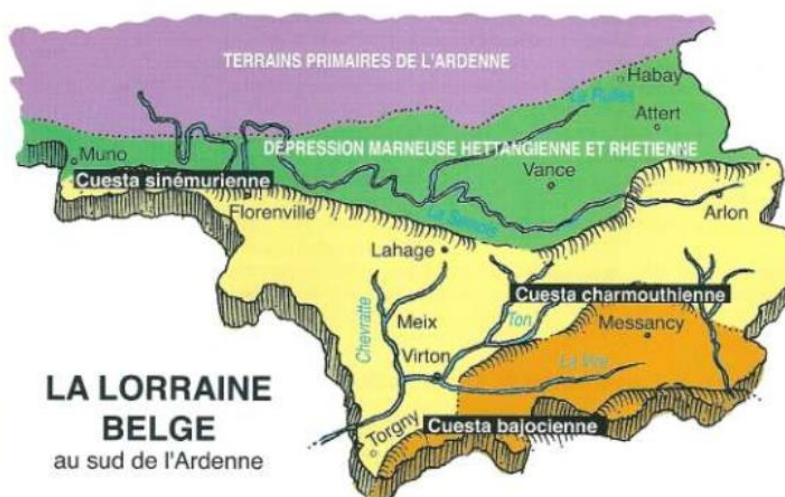 TERRAINS PRIMAIRES DE L'ARDENNE
Habay
La Rulles
Attert
DÉPRESSION MARNEUSE HETTANGIENNE ET RHETIENNE
Muno
Vance
Cuesta sinémurienne
Florenville
La Semois
Arlon
Lahage
Chevratte
Cuesta charmouthienne
Ton
Meix
Messancy
Virton
La Vire
LA LORRAINE
BELGE
Cuesta bajocienne
Torgny
au sud de l'Ardenne